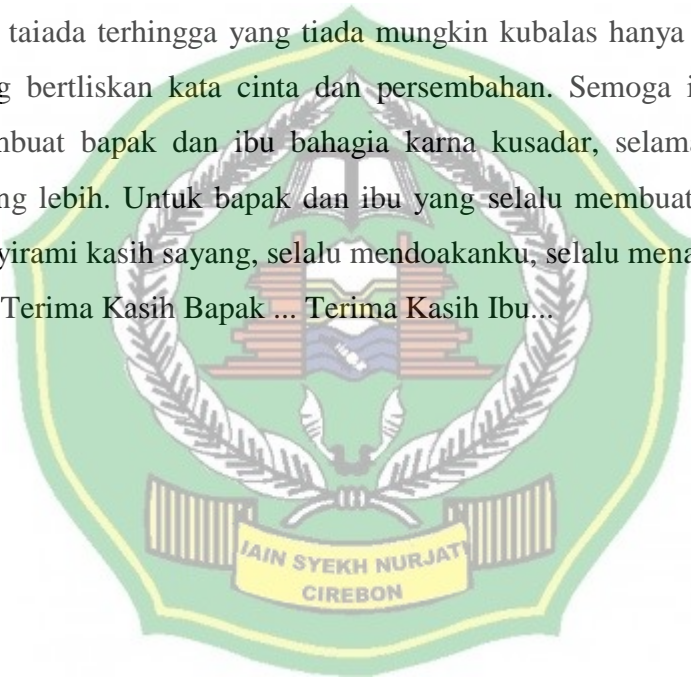 taiada terhingga yang tiada mungkin kubalas hanya
bertliskan kata cinta dan persembahan. Semoga
bapak dan ibu bahagia karna kusadar,
lebih. Untuk bapak dan ibu yang selalu membuat
kasih sayang, selalu mendoakanku, selalu
Terima Kasih Bapak ... Terima Kasih Ibu...
IAIN SYEKH NURJATI
CIREBON